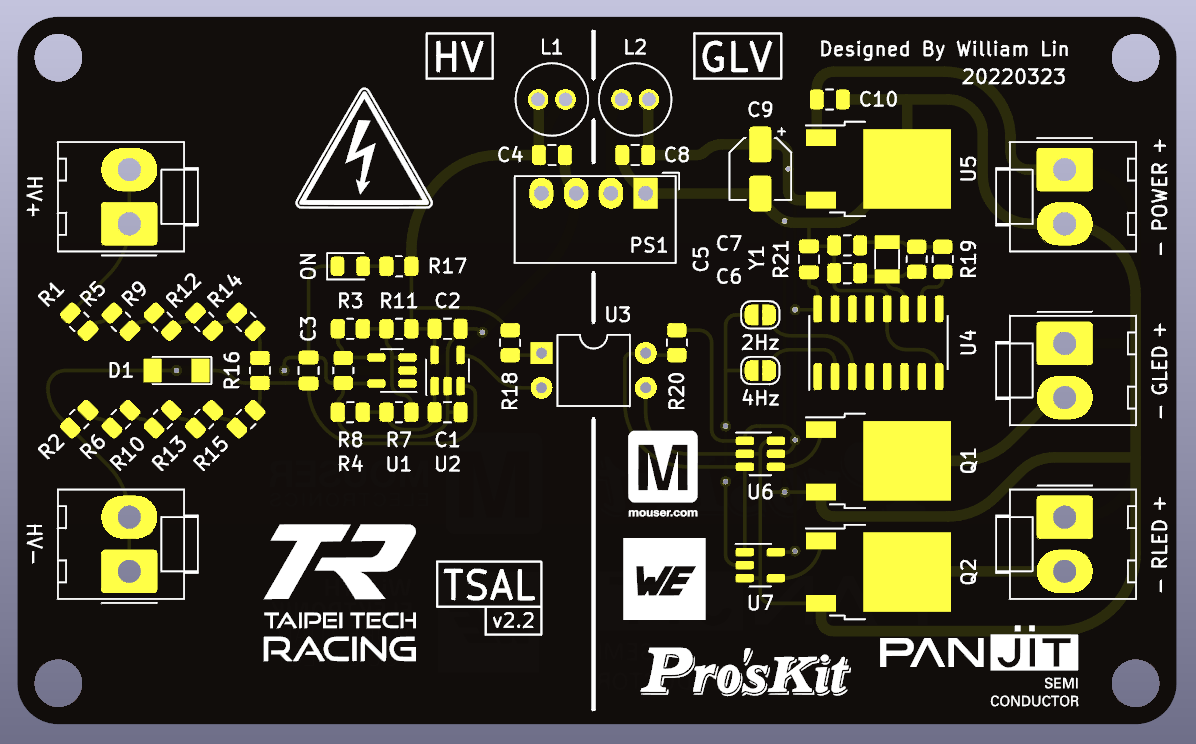 HV
L1
L2
GLV
Designed By William Lin
20220323
C9
+
C10
C4
C8
HV+
U5
- POWER +
PS1
ON
R17
C5
C7
C6
Y1
R21
R19
R1
R5
R9
R12
R14
R3
R11
C2
C3
U3
2Hz
U4
- GLED +
D1
R16
R18
R20
4Hz
R2
R6
R10
R13
R15
R8
R7
C1
R4
U1
U2
M
mouser.com
U6
Q1
HV-
TR
TAIPEI TECH
RACING
TSAL
v2.2
WE
U7
Q2
- RLED +
Pro'sKit
PANJIT
SEMI
CONDUCTOR